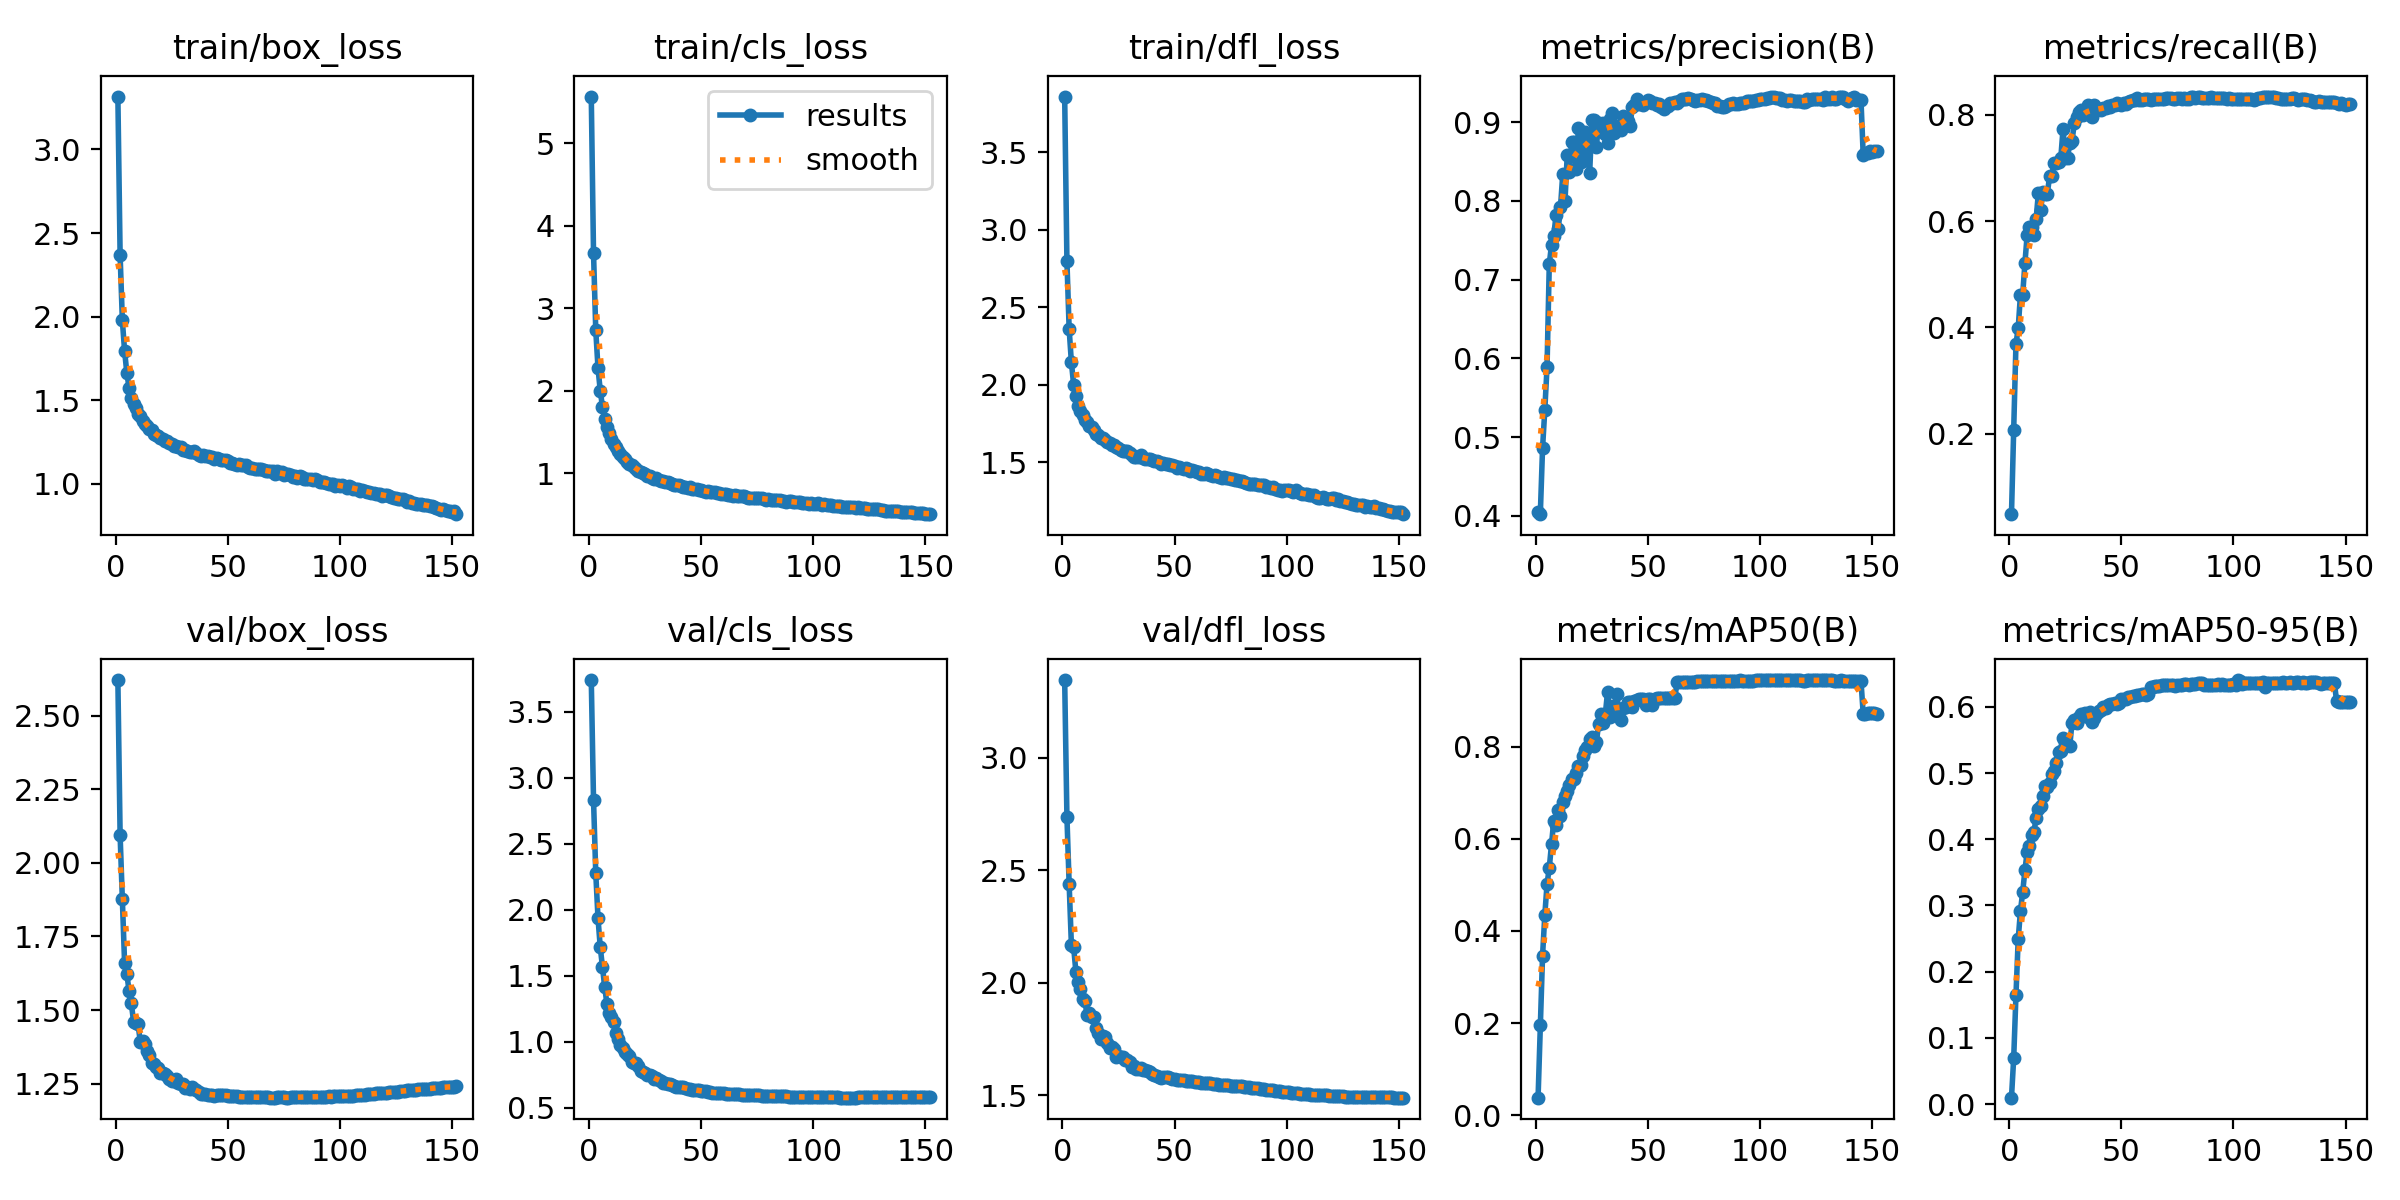 train/box_loss
3.0
2.5
2.0
1.5
1.0
0 50 100 150
train/cls_loss
results
smooth
5
4
3
2
1
0 50 100 150
train/dfl_loss
3.5
3.0
2.5
2.0
1.5
0 50 100 150
metrics/precision(B)
0.9
0.8
0.7
0.6
0.5
0.4
0 50 100 150
metrics/recall(B)
0.8
0.6
0.4
0.2
0 50 100 150
val/box_loss
2.50
2.25
2.00
1.75
1.50
1.25
0 50 100 150
val/cls_loss
3.5
3.0
2.5
2.0
1.5
1.0
0.5
0 50 100 150
val/dfl_loss
3.0
2.5
2.0
1.5
0 50 100 150
metrics/mAP50(B)
0.8
0.6
0.4
0.2
0.0
0 50 100 150
metrics/mAP50-95(B)
0.6
0.5
0.4
0.3
0.2
0.1
0.0
0 50 100 150